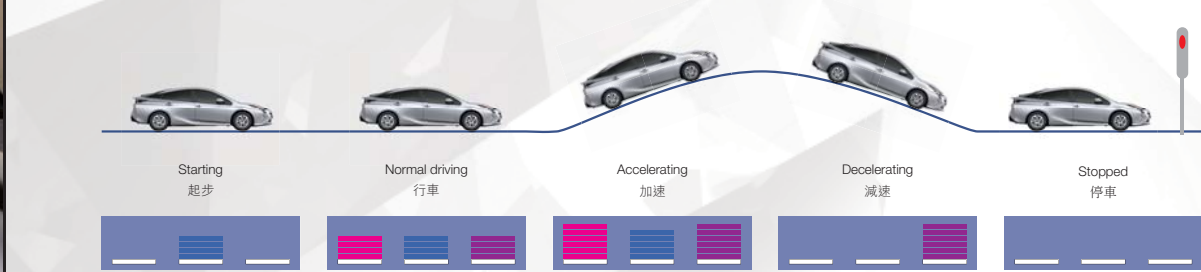 Starting
起步
Normal driving
行車
Accelerating
加速
Decelerating
減速
Stopped
停車